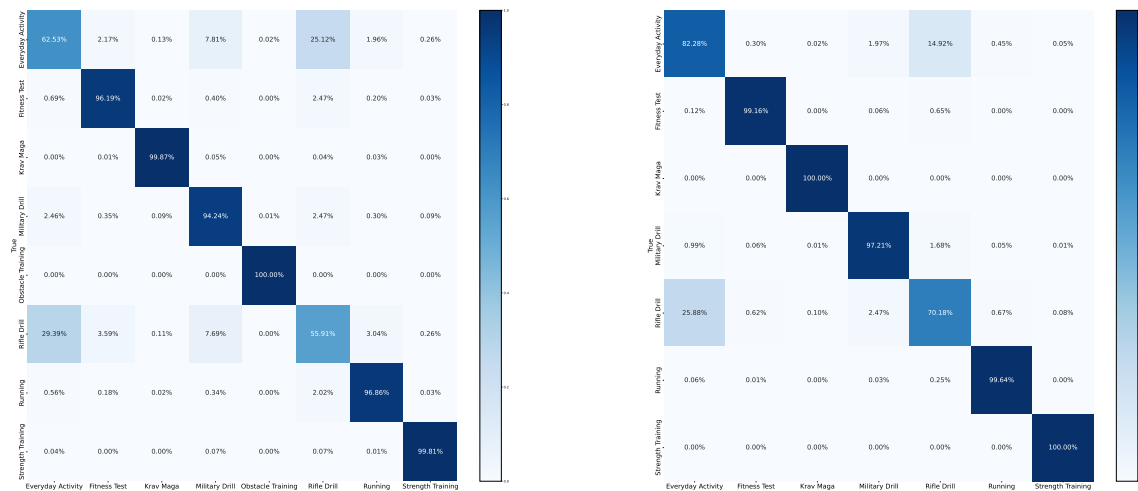 Everyday Activity 62.53% 2.17% 0.13% 7.81% 0.02% 25.12% 1.96% 0.26%
Fitness Test 0.69% 96.19% 0.02% 0.40% 0.00% 2.47% 0.20% 0.03%
Krav Maga 0.00% 0.01% 99.87% 0.05% 0.00% 0.04% 0.03% 0.00%
Military Drill 2.46% 0.35% 0.09% 94.24% 0.01% 2.47% 0.30% 0.09%
True
Obstacle Training 0.00% 0.00% 0.00% 0.00% 100.00% 0.00% 0.00% 0.00%
Rifle Drill 29.39% 3.59% 0.11% 7.69% 0.00% 55.91% 3.04% 0.26%
Running 0.56% 0.18% 0.02% 0.34% 0.00% 2.02% 96.86% 0.03%
Strength Training 0.04% 0.00% 0.00% 0.07% 0.00% 0.07% 0.01% 99.81%
Everyday Activity Fitness Test Krav Maga Military Drill Obstacle Training Rifle Drill Running Strength Training
1.0
0.8
0.6
0.4
0.2
0.0
Everyday Activity 82.28% 0.30% 0.02% 1.97% 14.92% 0.45% 0.05%
Fitness Test 0.12% 99.16% 0.00% 0.06% 0.65% 0.00% 0.00%
Krav Maga 0.00% 0.00% 100.00% 0.00% 0.00% 0.00% 0.00%
True
Military Drill 0.99% 0.06% 0.01% 97.21% 1.68% 0.05% 0.01%
Rifle Drill 25.88% 0.62% 0.10% 2.47% 70.18% 0.67% 0.08%
Running 0.06% 0.01% 0.00% 0.03% 0.25% 99.64% 0.00%
Strength Training 0.00% 0.00% 0.00% 0.00% 0.00% 0.00% 100.00%
Everyday Activity Fitness Test Krav Maga Military Drill Rifle Drill Running Strength Training